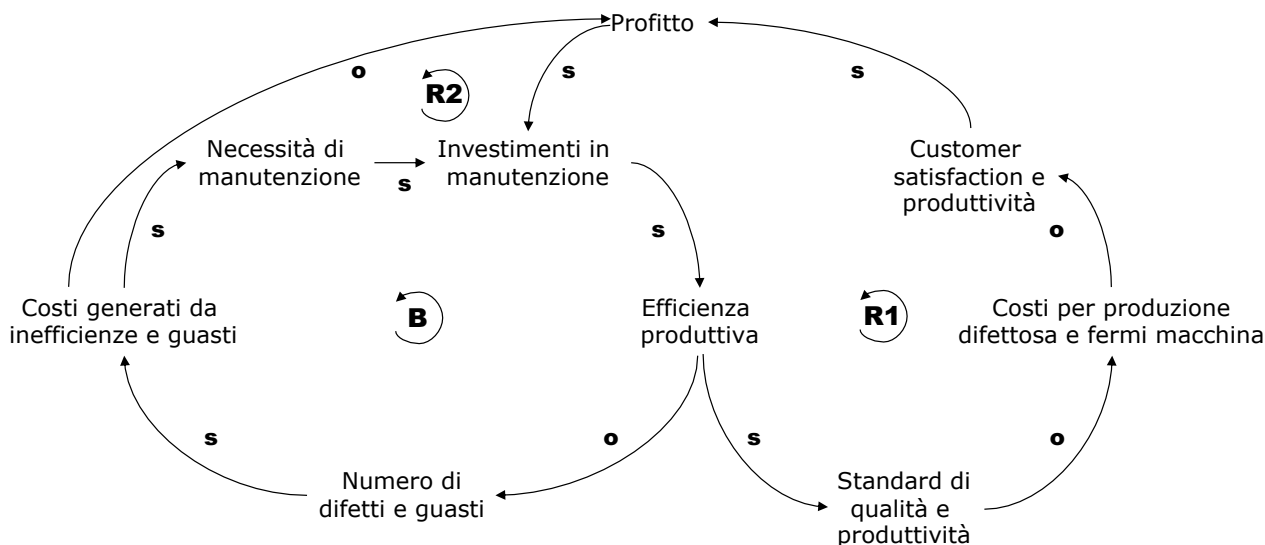 Profitto
o
s
s
R2
Necessità di
manutenzione
s
Investimenti in
manutenzione
Customer
satisfaction e
produttività
s
s
o
Costi generati da
inefficienze e guasti
B
Efficienza
produttiva
R1
Costi per produzione
difettosa e fermi macchina
s
o
s
o
Numero di
difetti e guasti
Standard di
qualità e
produttività